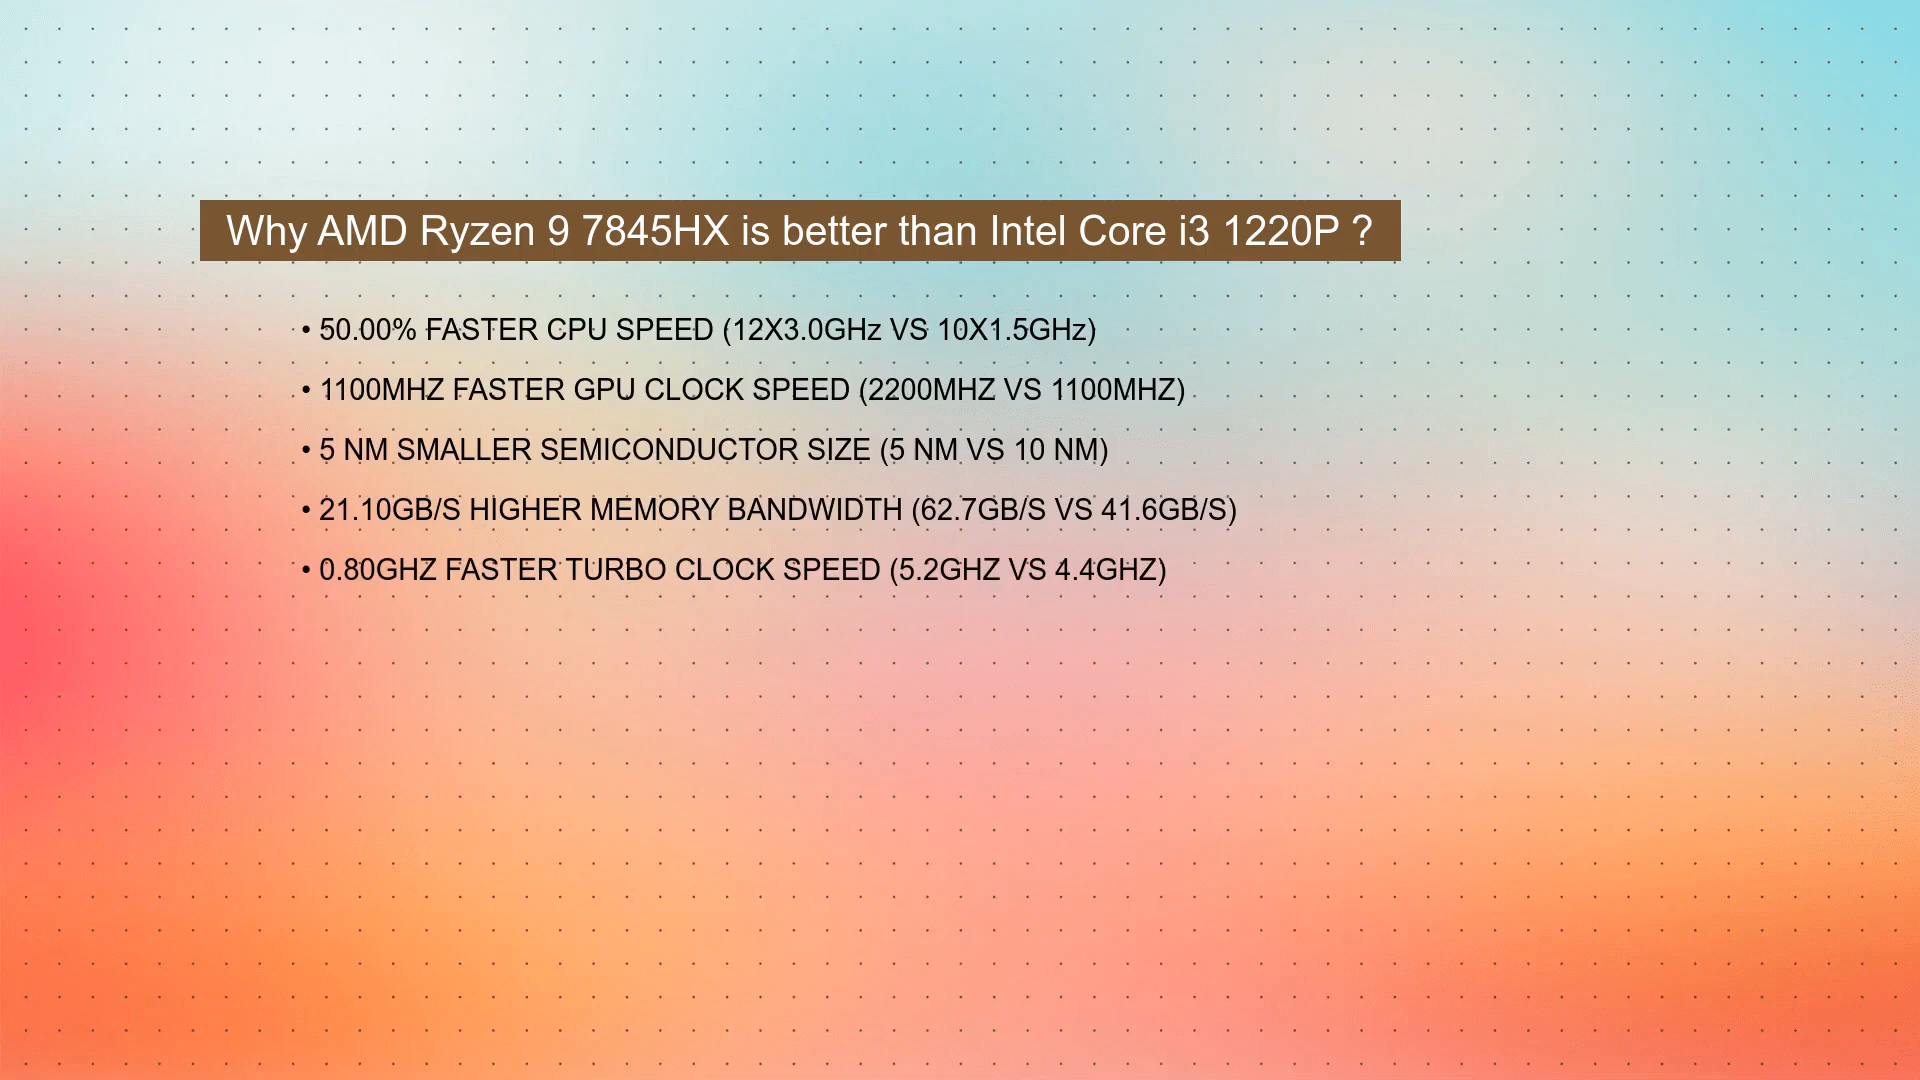 Why AMD Ryzen 9 7845HX is better than Intel Core i3 1220P ?
• 50.00% FASTER CPU SPEED (12X3.0GHz VS 10X1.5GHz)
• 1100MHZ FASTER GPU CLOCK SPEED (2200MHZ VS 1100MHZ)
• 5 NM SMALLER SEMICONDUCTOR SIZE (5 NM VS 10 NM)
• 21.10GB/S HIGHER MEMORY BANDWIDTH (62.7GB/S VS 41.6GB/S)
• 0.80GHZ FASTER TURBO CLOCK SPEED (5.2GHZ VS 4.4GHZ)